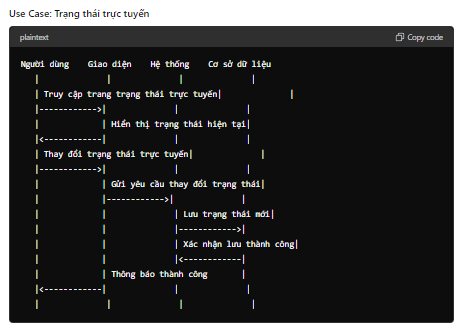 Use Case: Trạng thái trực tuyến
plaintext Copy code
Người dùng    Giao diện    Hệ thống    Cơ sở dữ liệu
   |            |            |            |
   | Truy cập trang trạng thái trực tuyến|            |
   |----------->|            |            |
   |            | Hiển thị trạng thái hiện tại|
   |<-----------|            |            |
   | Thay đổi trạng thái trực tuyến|            |
   |----------->|            |            |
   |            | Gửi yêu cầu thay đổi trạng thái|
   |            |----------->|            |
   |            |            | Lưu trạng thái mới|
   |            |            |----------->|
   |            |            | Xác nhận lưu thành công|
   |            |            |<-----------|
   |            | Thông báo thành công      |
   |<-----------|            |            |
   |            |            |            |